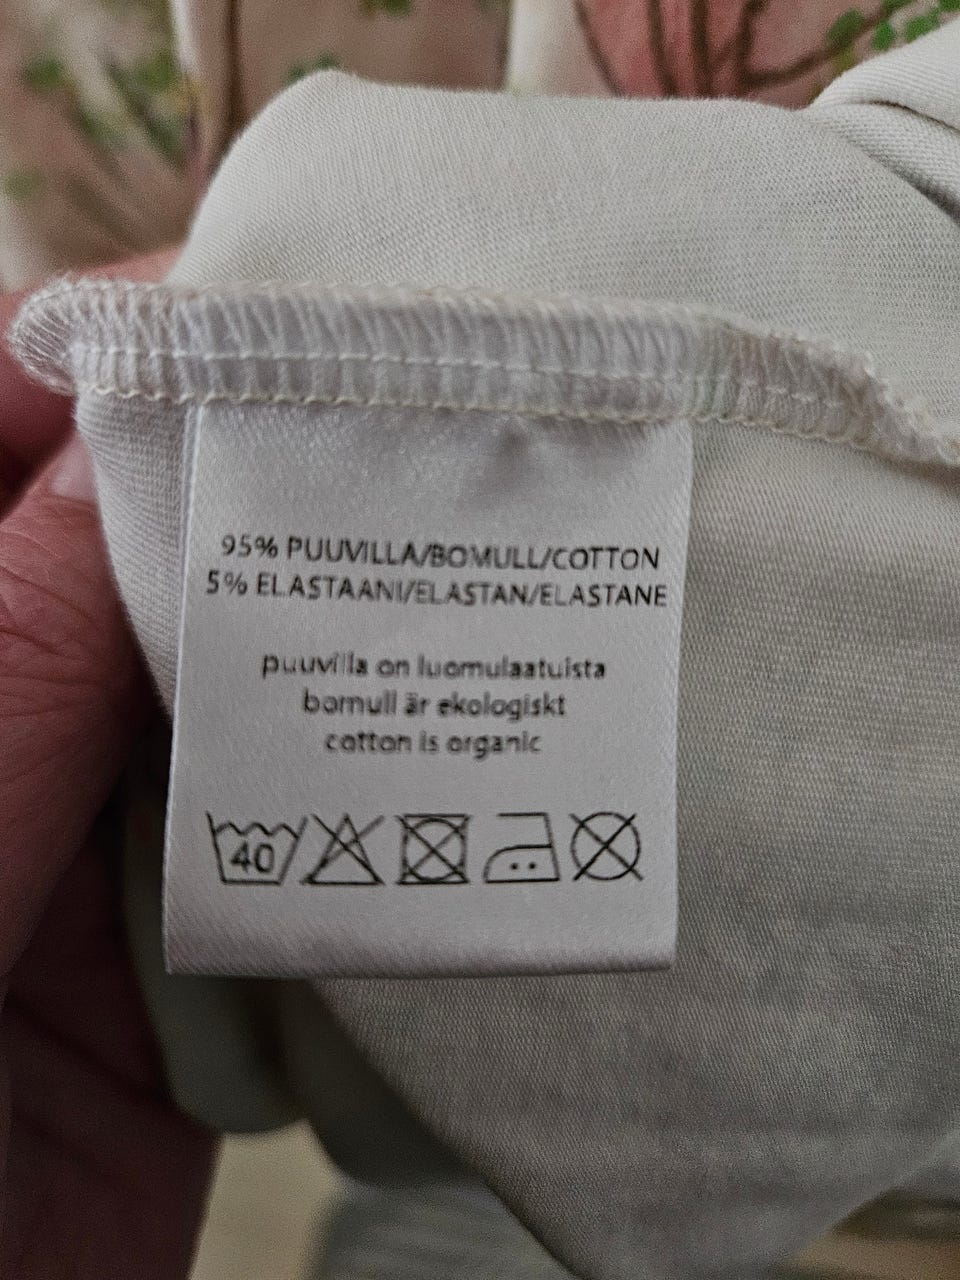 95% PUUVILLA/BOMULL/COTTON
5% ELASTAANI/ELASTAN/ELASTANE
puuvilla on luomulaatuista
bomull är ekologiskt
cotton is organic
40